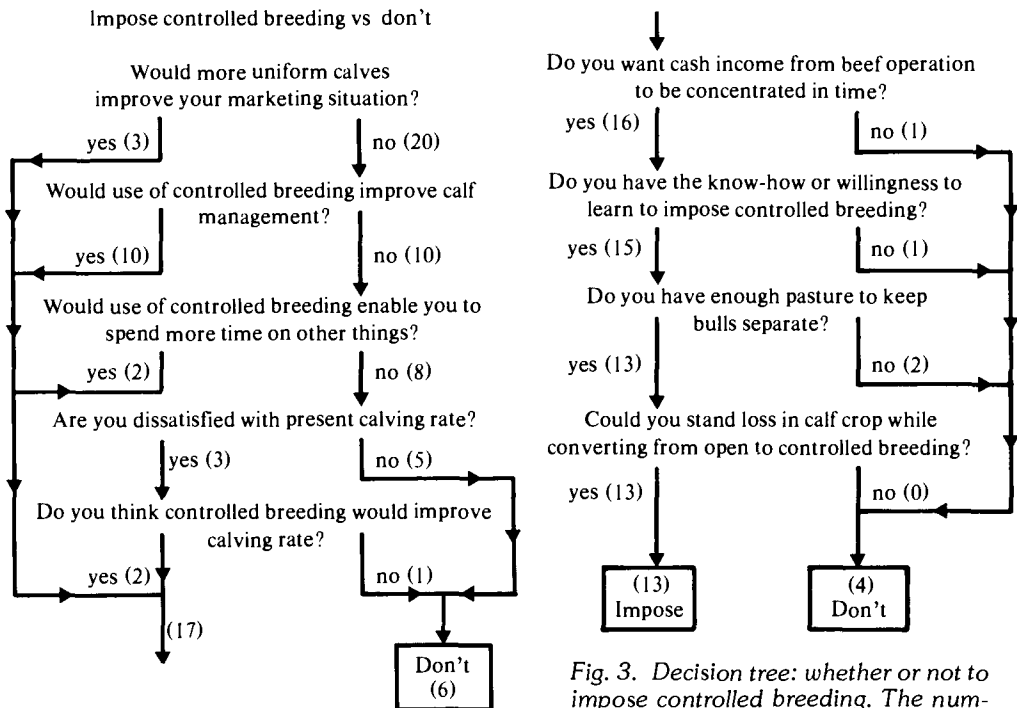 Impose controlled breeding vs don't
Would more uniform calves
improve your marketing situation?
yes (3)
no (20)
Would use of controlled breeding improve calf
management?
yes (10)
no (10)
Would use of controlled breeding enable you to
spend more time on other things?
yes (2)
no (8)
Are you dissatisfied with present calving rate?
yes (3)
no (5)
Do you think controlled breeding would improve
calving rate?
yes (2)
no (1)
(17)
Don't
(6)
Do you want cash income from beef operation
to be concentrated in time?
yes (16)
no (1)
Do you have the know-how or willingness to
learn to impose controlled breeding?
yes (15)
no (1)
Do you have enough pasture to keep
bulls separate?
yes (13)
no (2)
Could you stand loss in calf crop while
converting from open to controlled breeding?
yes (13)
no (0)
(13)
Impose
(4)
Don't
Fig. 3. Decision tree: whether or not to
impose controlled breeding. The num-